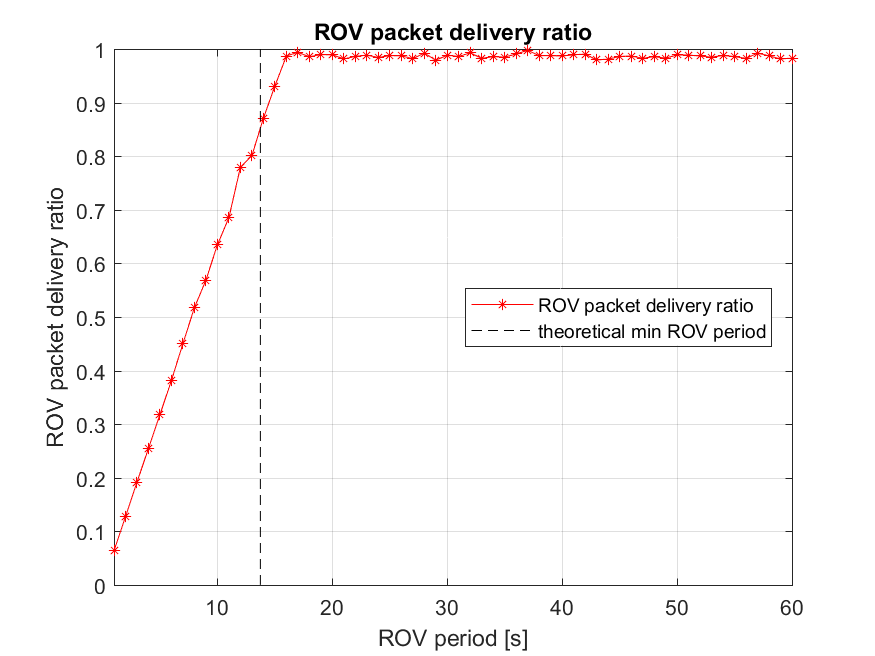 ROV packet delivery ratio
1
0.9
0.8
0.7
0.6
0.5
0.4
0.3
0.2
0.1
0
ROV packet delivery ratio
ROV packet delivery ratio
theoretical min ROV period
10 20 30 40 50 60
ROV period [s]